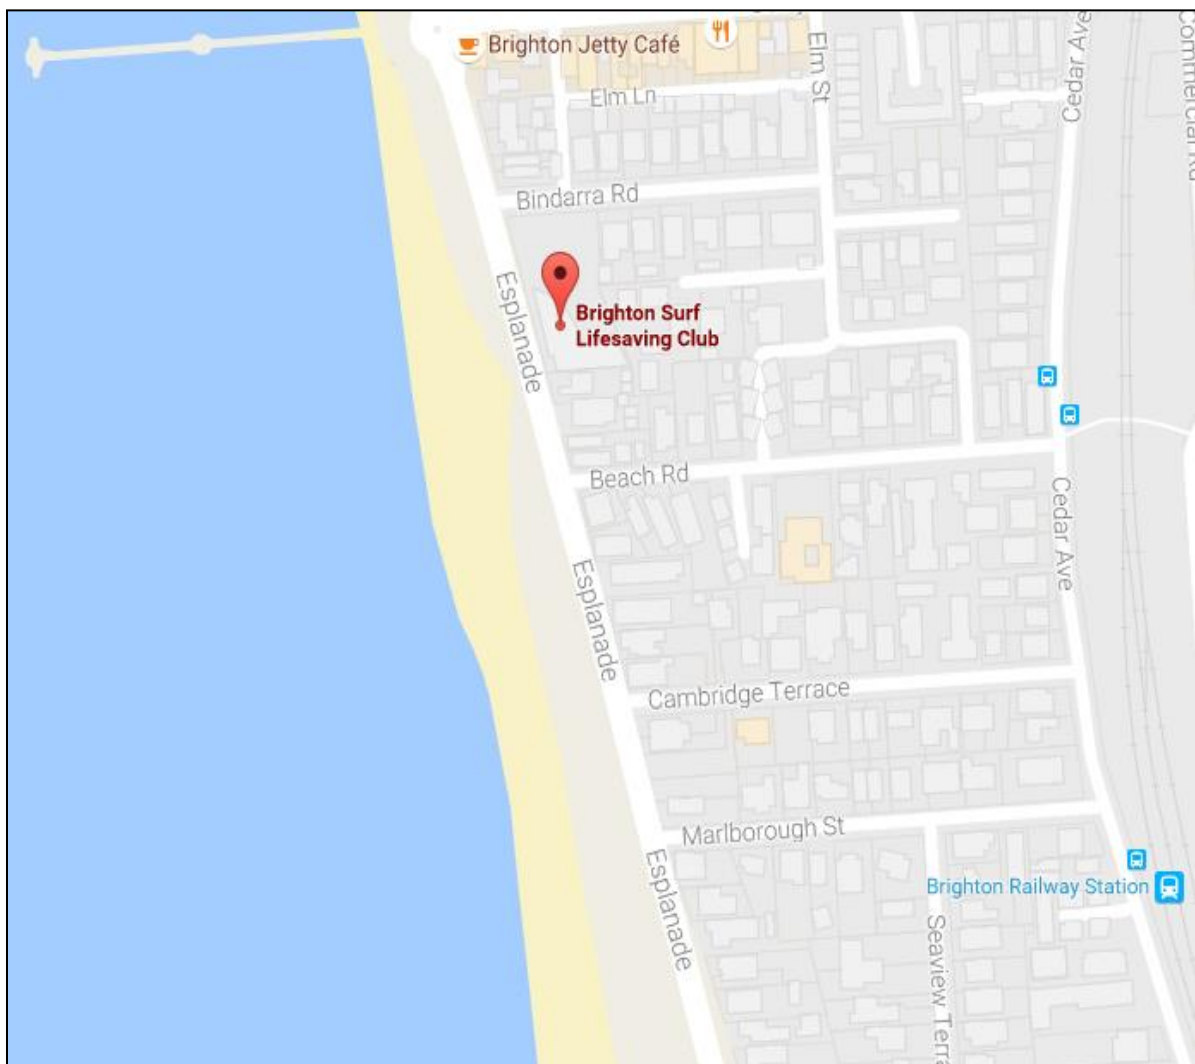 Brighton Jetty Café
Elm St
Cedar Ave
Commercial Rd
Elm Ln
Bindarra Rd
Esplanade
Brighton Surf
Lifesaving Club
Beach Rd
Cedar Ave
Esplanade
Cambridge Terrace
Marlborough St
Esplanade
Brighton Railway Station
Seaview Terra